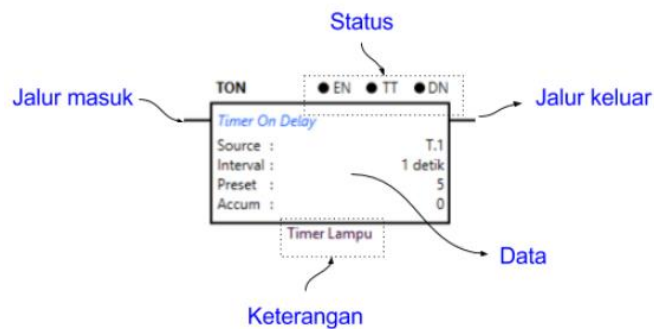 Status
TON ● EN ● TT ● DN
Jalur masuk
Jalur keluar
Timer On Delay
Source : T.1
Interval : 1 detik
Preset : 5
Accum : 0
Timer Lampu
Data
Keterangan